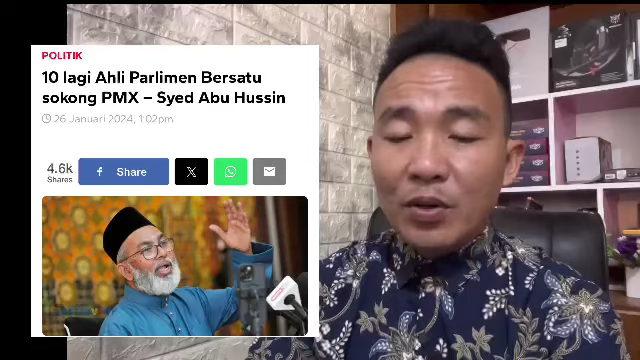 POLITIK
10 lagi Ahli Parlimen Bersatu
sokong PMX – Syed Abu Hussin
26 Januari 2024, 1:02pm
4.6k
Shares
Share